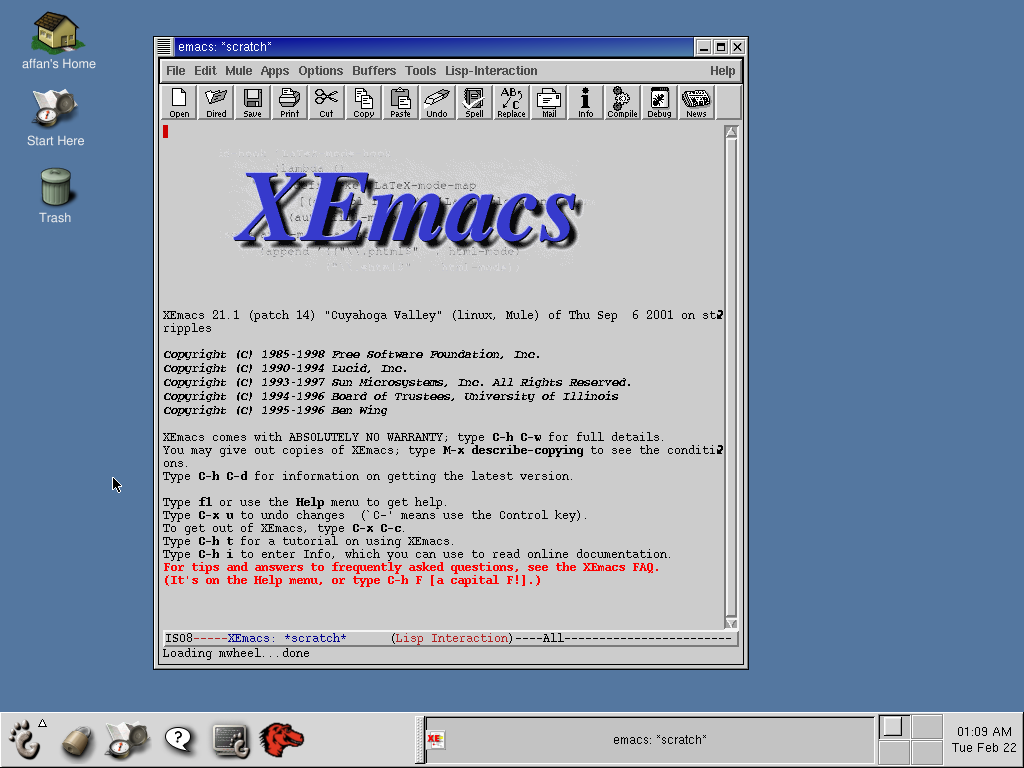 affan's Home
Start Here
Trash
emacs: *scratch*
File Edit Mule Apps Options Buffers Tools Lisp-Interaction Help
Open Dired Save Print Cut Copy Paste Undo Spell Replace Mail Info Compile Debug News
XEmacs
XEmacs 21.1 (patch 14) "Cuyahoga Valley" (linux, Mule) of Thu Sep  6 2001 on st
ripples
Copyright (C) 1985-1998 Free Software Foundation, Inc.
Copyright (C) 1990-1994 Lucid, Inc.
Copyright (C) 1993-1997 Sun Microsystems, Inc. All Rights Reserved.
Copyright (C) 1994-1996 Board of Trustees, University of Illinois
Copyright (C) 1995-1996 Ben Wing
XEmacs comes with ABSOLUTELY NO WARRANTY; type C-h C-w for full details.
You may give out copies of XEmacs; type M-x describe-copying to see the conditi
ons.
Type C-h C-d for information on getting the latest version.
Type f1 or use the Help menu to get help.
Type C-x u to undo changes  (`C-' means use the Control key).
To get out of XEmacs, type C-x C-c.
Type C-h t for a tutorial on using XEmacs.
Type C-h i to enter Info, which you can use to read online documentation.
For tips and answers to frequently asked questions, see the XEmacs FAQ.
(It's on the Help menu, or type C-h F [a capital F!].)
ISO8-----XEmacs: *scratch*      (Lisp Interaction)----All--------------------------
Loading mwheel...done
emacs: *scratch*
01:09 AM
Tue Feb 22